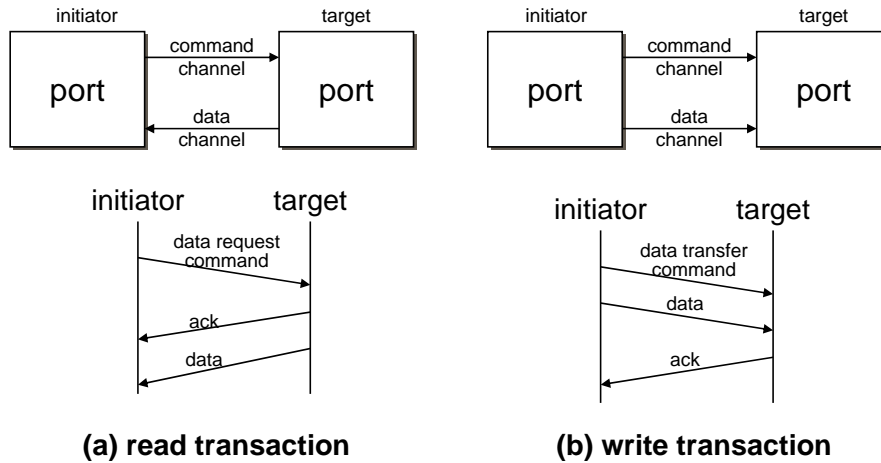 initiator
target
port
command
channel
data
channel
port
initiator
target
data request
command
ack
data
(a) read transaction
initiator
target
port
command
channel
data
channel
port
initiator
target
data transfer
command
data
ack
(b) write transaction